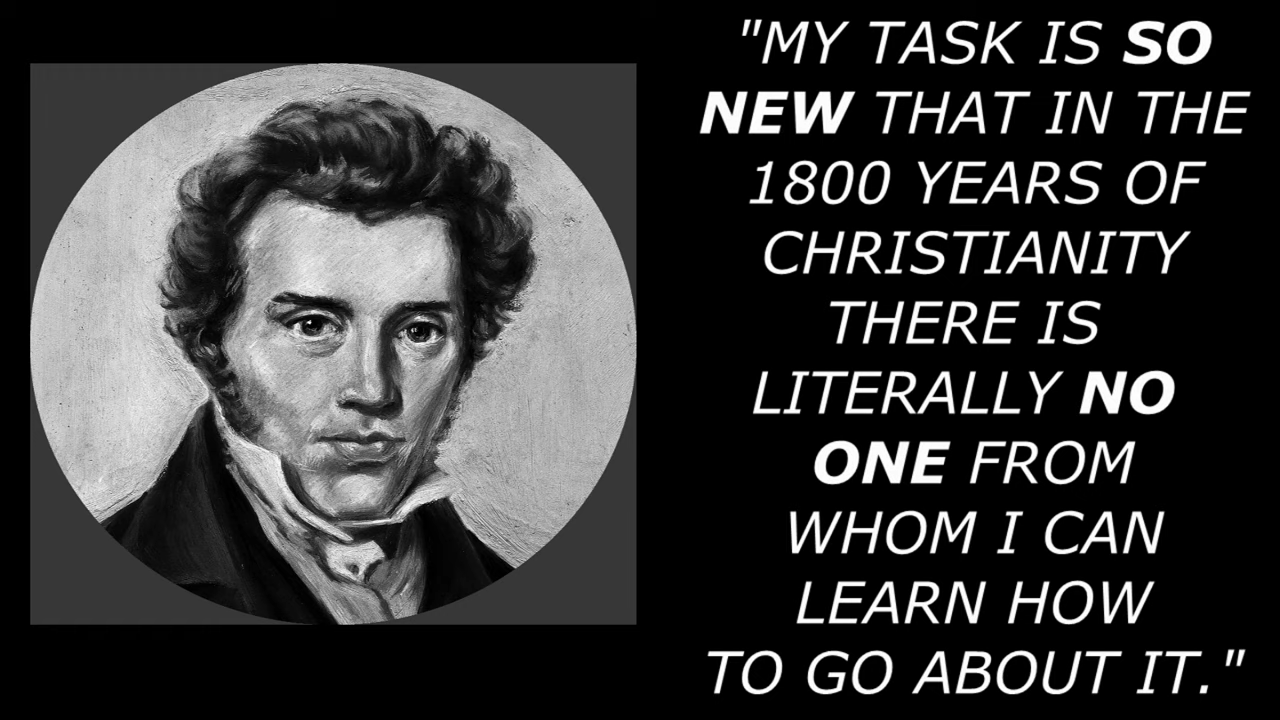 "MY TASK IS SO
NEW THAT IN THE
1800 YEARS OF
CHRISTIANITY
THERE IS
LITERALLY NO
ONE FROM
WHOM I CAN
LEARN HOW
TO GO ABOUT IT."